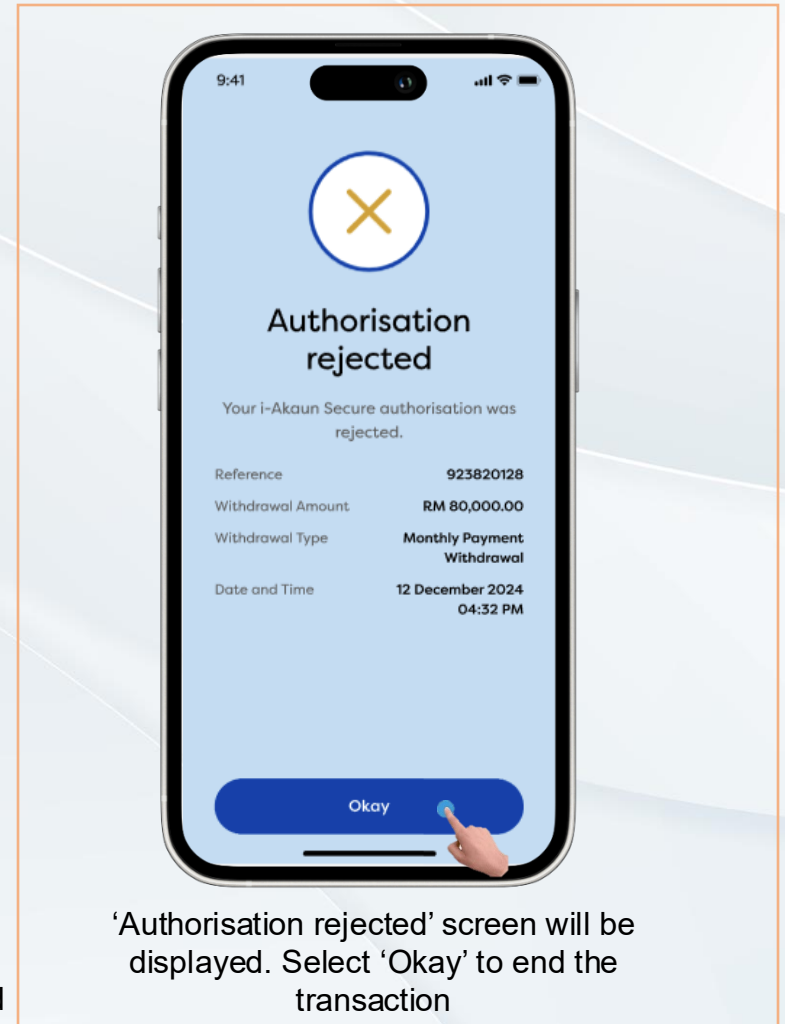 9:41
Authorisation
rejected
Your i-Akaun Secure authorisation was
rejected.
Reference 923820128
Withdrawal Amount RM 80,000.00
Withdrawal Type Monthly Payment
Withdrawal
Date and Time 12 December 2024
04:32 PM
Okay
‘Authorisation rejected’ screen will be
displayed. Select ‘Okay’ to end the
transaction